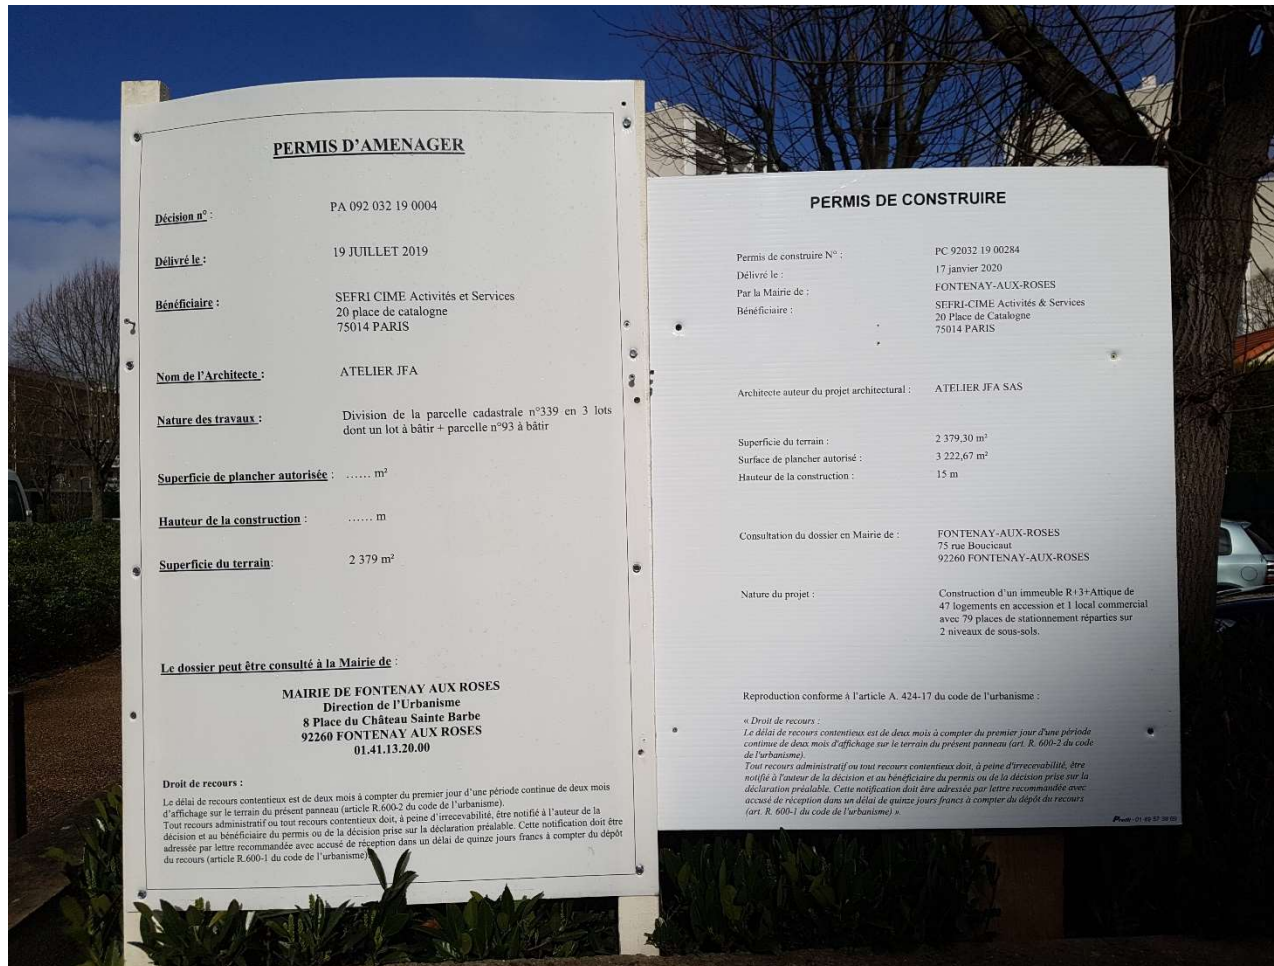 PERMIS D'AMENAGER
Décision n° : PA 092 032 19 0004
Délivré le : 19 JUILLET 2019
Bénéficiaire : SEFRI CIME Activités et Services
20 place de catalogne
75014 PARIS
Nom de l'Architecte : ATELIER JFA
Nature des travaux : Division de la parcelle cadastrale n°339 en 3 lots
dont un lot à bâtir + parcelle n°93 à bâtir
Superficie de plancher autorisée : ...... m²
Hauteur de la construction : ...... m
Superficie du terrain: 2 379 m²
Le dossier peut être consulté à la Mairie de :
MAIRIE DE FONTENAY AUX ROSES
Direction de l'Urbanisme
8 Place du Château Sainte Barbe
92260 FONTENAY AUX ROSES
01.41.13.20.00
Droit de recours :
Le délai de recours contentieux est de deux mois à compter du premier jour d'une période continue de deux mois
d'affichage sur le terrain du présent panneau (article R.600-2 du code de l'urbanisme).
Tout recours administratif ou tout recours contentieux doit, à peine d'irrecevabilité, être notifié à l'auteur de la
décision et au bénéficiaire du permis ou de la décision prise sur la déclaration préalable. Cette notification doit être
adressée par lettre recommandée avec accusé de réception dans un délai de quinze jours francs à compter du dépôt
du recours (article R.600-1 du code de l'urbanisme).
PERMIS DE CONSTRUIRE
Permis de construire N° : PC 92032 19 00284
Délivré le : 17 janvier 2020
Par la Mairie de : FONTENAY-AUX-ROSES
Bénéficiaire : SEFRI-CIME Activités & Services
20 Place de Catalogne
75014 PARIS
Architecte auteur du projet architectural : ATELIER JFA SAS
Superficie du terrain : 2 379,30 m²
Surface de plancher autorisé : 3 222,67 m²
Hauteur de la construction : 15 m
Consultation du dossier en Mairie de : FONTENAY-AUX-ROSES
75 rue Boucicaut
92260 FONTENAY-AUX-ROSES
Nature du projet : Construction d'un immeuble R+3+Attique de
47 logements en accession et 1 local commercial
avec 79 places de stationnement réparties sur
2 niveaux de sous-sols.
Reproduction conforme à l'article A. 424-17 du code de l'urbanisme :
« Droit de recours :
Le délai de recours contentieux est de deux mois à compter du premier jour d'une période
continue de deux mois d'affichage sur le terrain du présent panneau (art. R. 600-2 du code
de l'urbanisme).
Tout recours administratif ou tout recours contentieux doit, à peine d'irrecevabilité, être
notifié à l'auteur de la décision et au bénéficiaire du permis ou de la décision prise sur la
déclaration préalable. Cette notification doit être adressée par lettre recommandée avec
accusé de réception dans un délai de quinze jours francs à compter du dépôt du recours
(art. R. 600-1 du code de l'urbanisme) ».